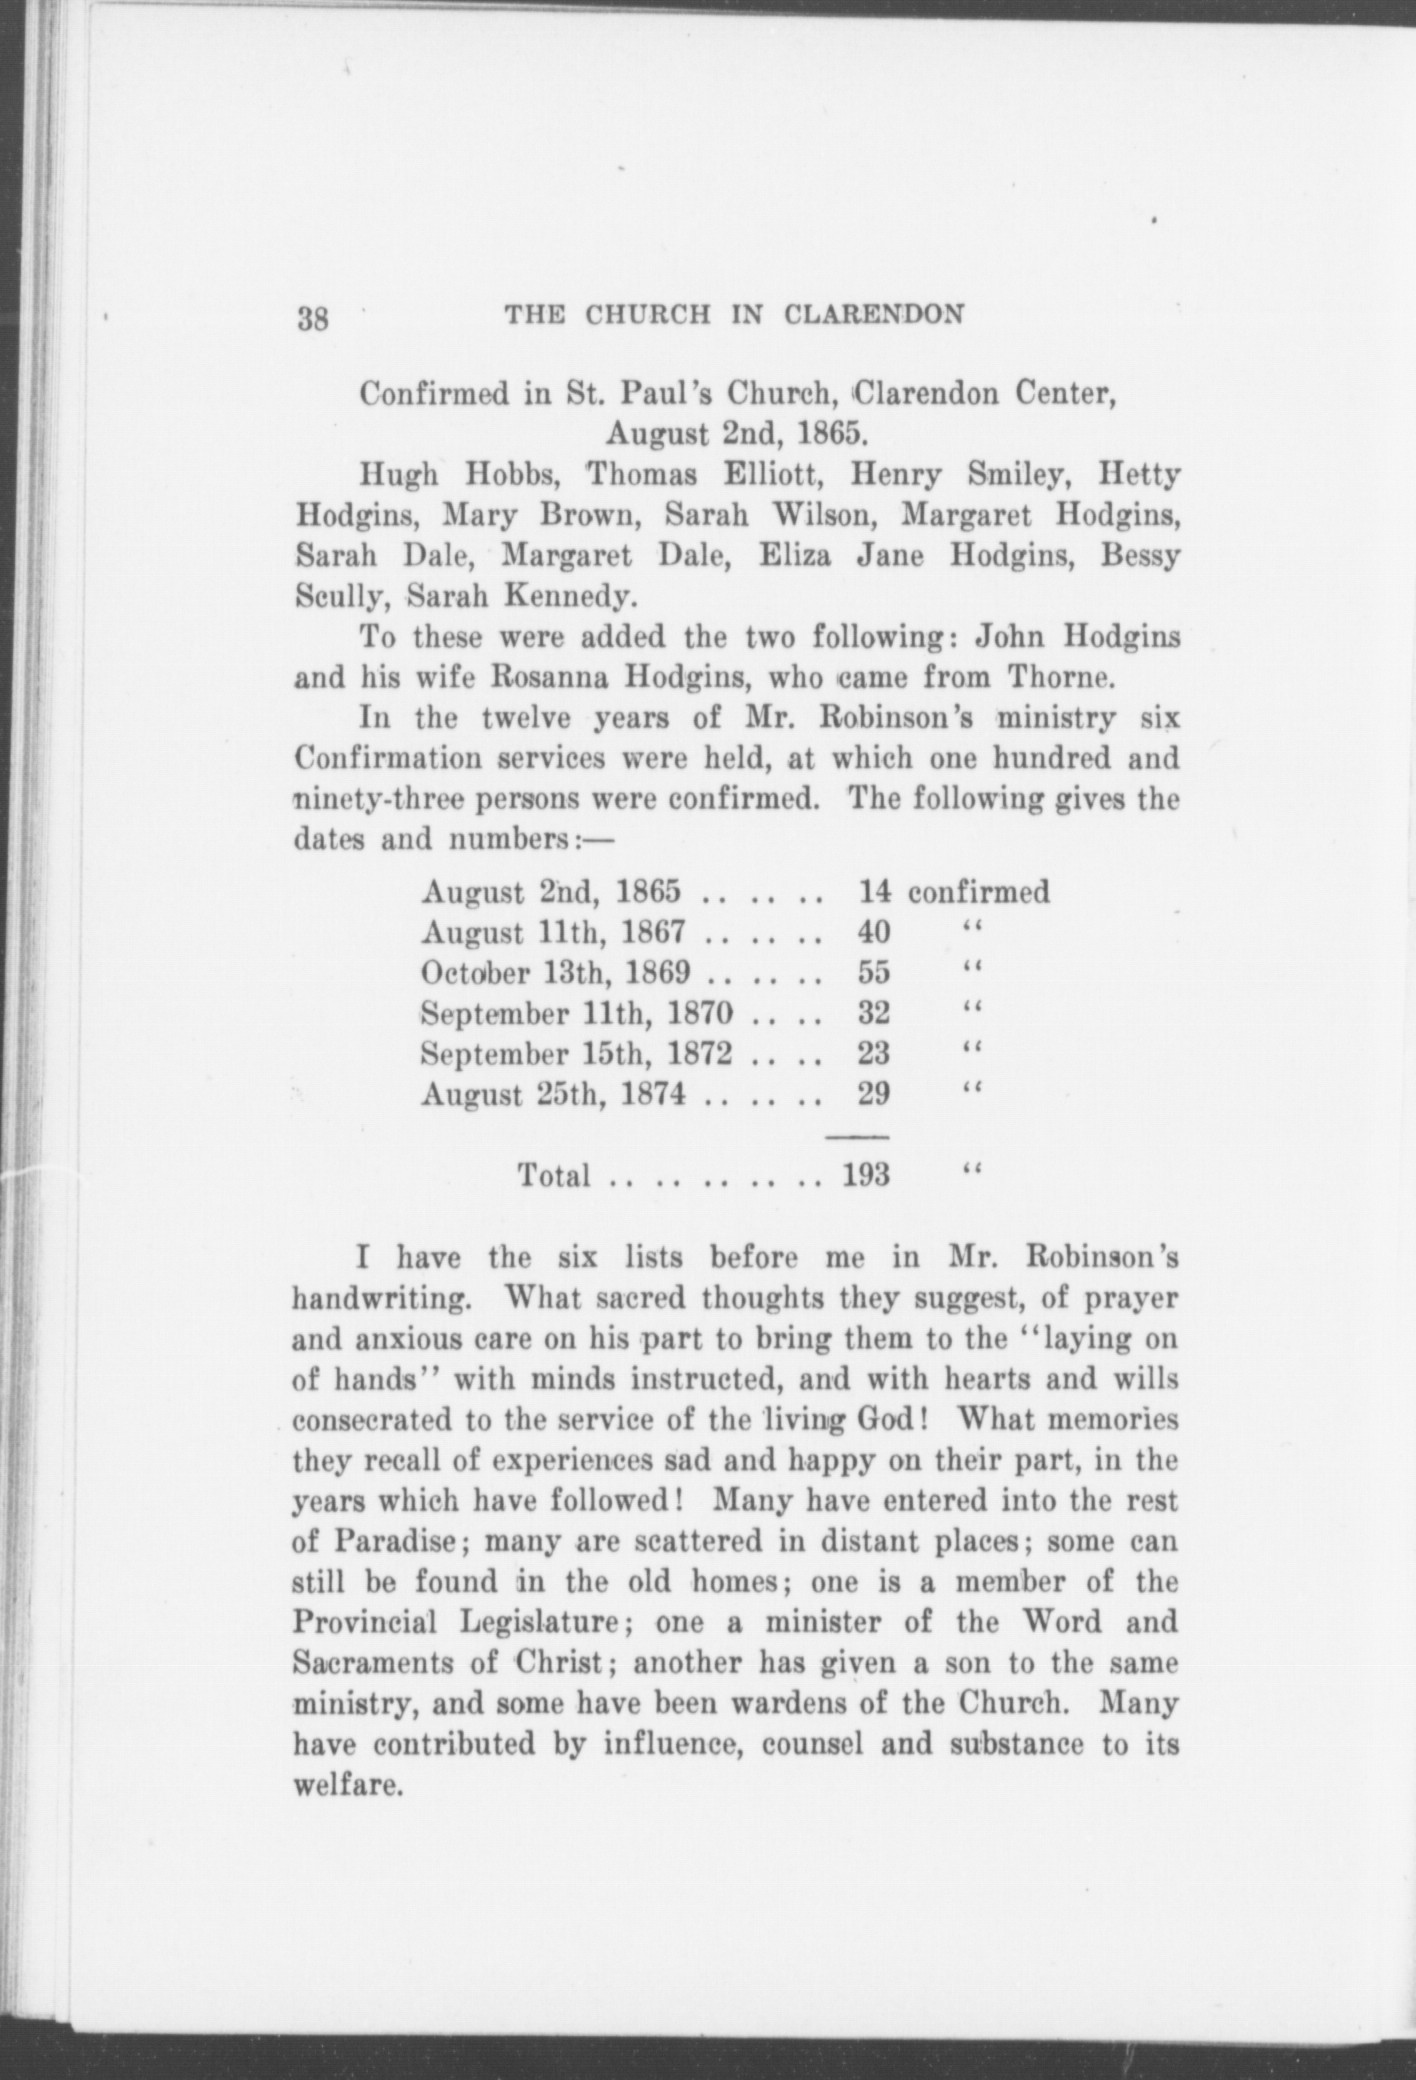 38 THE CHURCH IN CLARENDON
Confirmed in St. Paul's Church, Clarendon Center,
August 2nd, 1865.
Hugh Hobbs, Thomas Elliott, Henry Smiley, Hetty
Hodgins, Mary Brown, Sarah Wilson, Margaret Hodgins,
Sarah Dale, Margaret Dale, Eliza Jane Hodgins, Bessy
Scully, Sarah Kennedy.
To these were added the two following: John Hodgins
and his wife Rosanna Hodgins, who came from Thorne.
In the twelve years of Mr. Robinson's ministry six
Confirmation services were held, at which one hundred and
ninety-three persons were confirmed. The following gives the
dates and numbers:—
August 2nd, 1865 . . . . . . 14 confirmed
August 11th, 1867 . . . . . . 40 "
October 13th, 1869 . . . . . . 55 "
September 11th, 1870 . . . . 32 "
September 15th, 1872 . . . . 23 "
August 25th, 1874 . . . . . . 29 "
Total . . . . . . . . . . 193 "
I have the six lists before me in Mr. Robinson's
handwriting. What sacred thoughts they suggest, of prayer
and anxious care on his part to bring them to the "laying on
of hands" with minds instructed, and with hearts and wills
consecrated to the service of the living God! What memories
they recall of experiences sad and happy on their part, in the
years which have followed! Many have entered into the rest
of Paradise; many are scattered in distant places; some can
still be found in the old homes; one is a member of the
Provincial Legislature; one a minister of the Word and
Sacraments of Christ; another has given a son to the same
ministry, and some have been wardens of the Church. Many
have contributed by influence, counsel and substance to its
welfare.